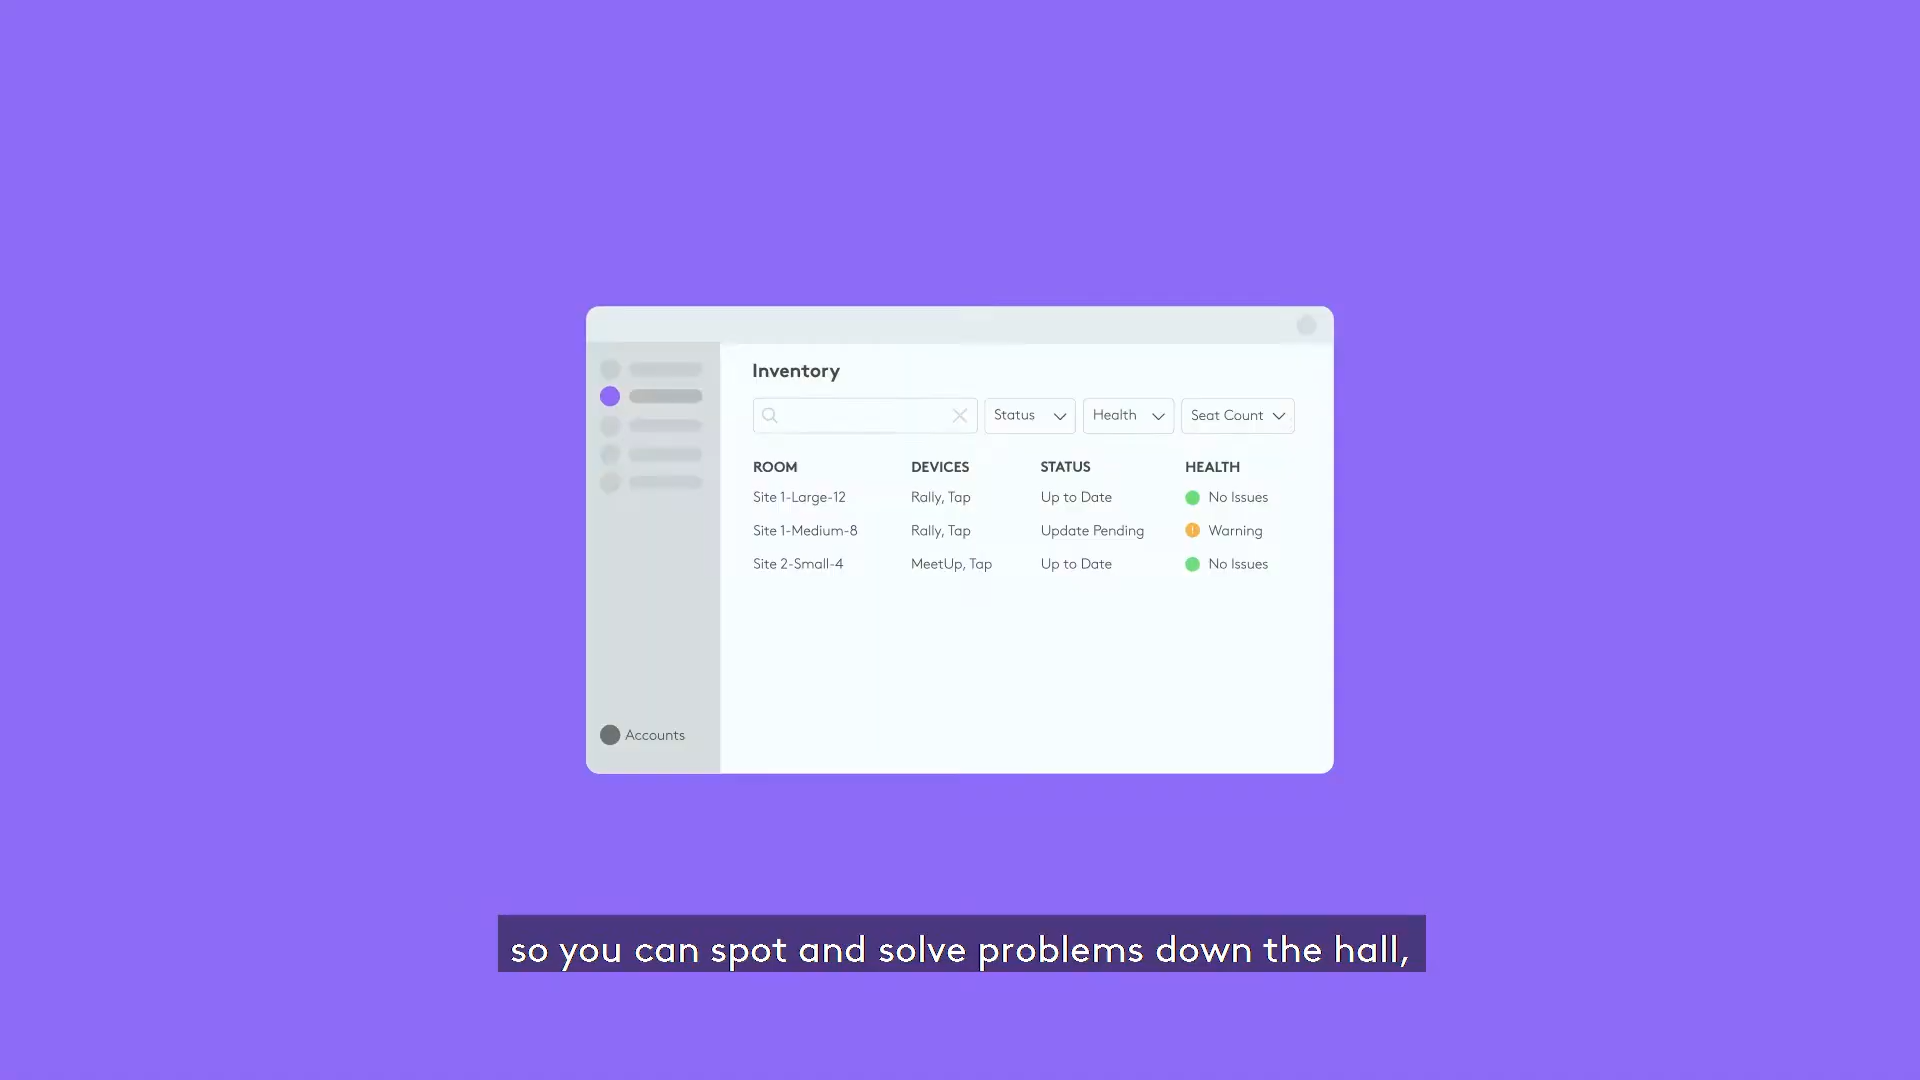 Inventory
Status Health Seat Count
ROOM DEVICES STATUS HEALTH
Site 1-Large-12 Rally, Tap Up to Date No Issues
Site 1-Medium-8 Rally, Tap Update Pending Warning
Site 2-Small-4 MeetUp, Tap Up to Date No Issues
Accounts
so you can spot and solve problems down the hall,